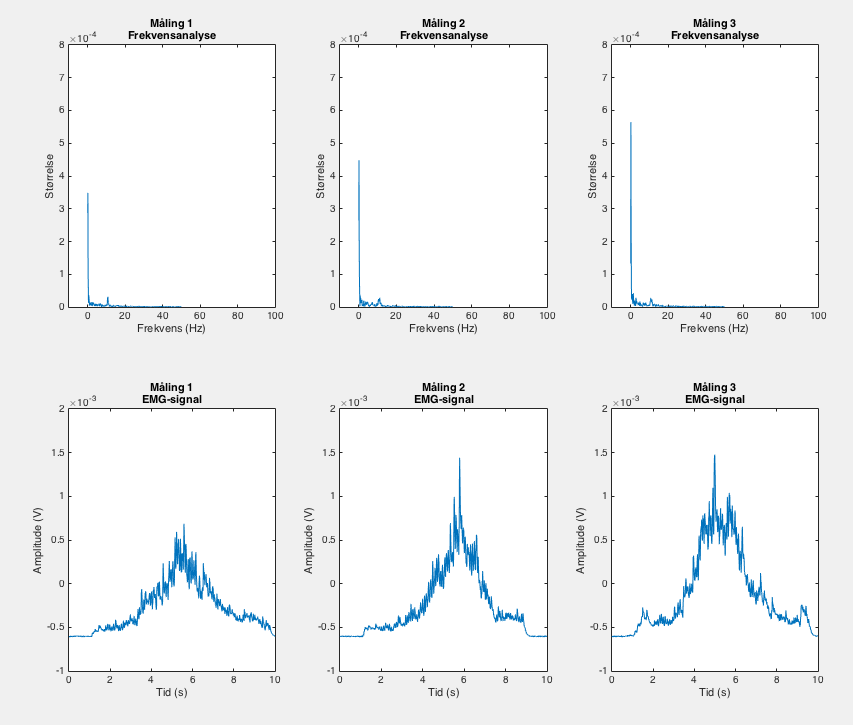 Måling 1
Frekvensanalyse
×10-4
8
7
6
5
4
3
2
1
0
Størrelse
0 20 40 60 80 100
Frekvens (Hz)
Måling 2
Frekvensanalyse
×10-4
8
7
6
5
4
3
2
1
0
Størrelse
0 20 40 60 80 100
Frekvens (Hz)
Måling 3
Frekvensanalyse
×10-4
8
7
6
5
4
3
2
1
0
Størrelse
0 20 40 60 80 100
Frekvens (Hz)
Måling 1
EMG-signal
×10-3
2
1.5
1
0.5
0
-0.5
-1
Amplitude (V)
0 2 4 6 8 10
Tid (s)
Måling 2
EMG-signal
×10-3
2
1.5
1
0.5
0
-0.5
-1
Amplitude (V)
0 2 4 6 8 10
Tid (s)
Måling 3
EMG-signal
×10-3
2
1.5
1
0.5
0
-0.5
-1
Amplitude (V)
0 2 4 6 8 10
Tid (s)